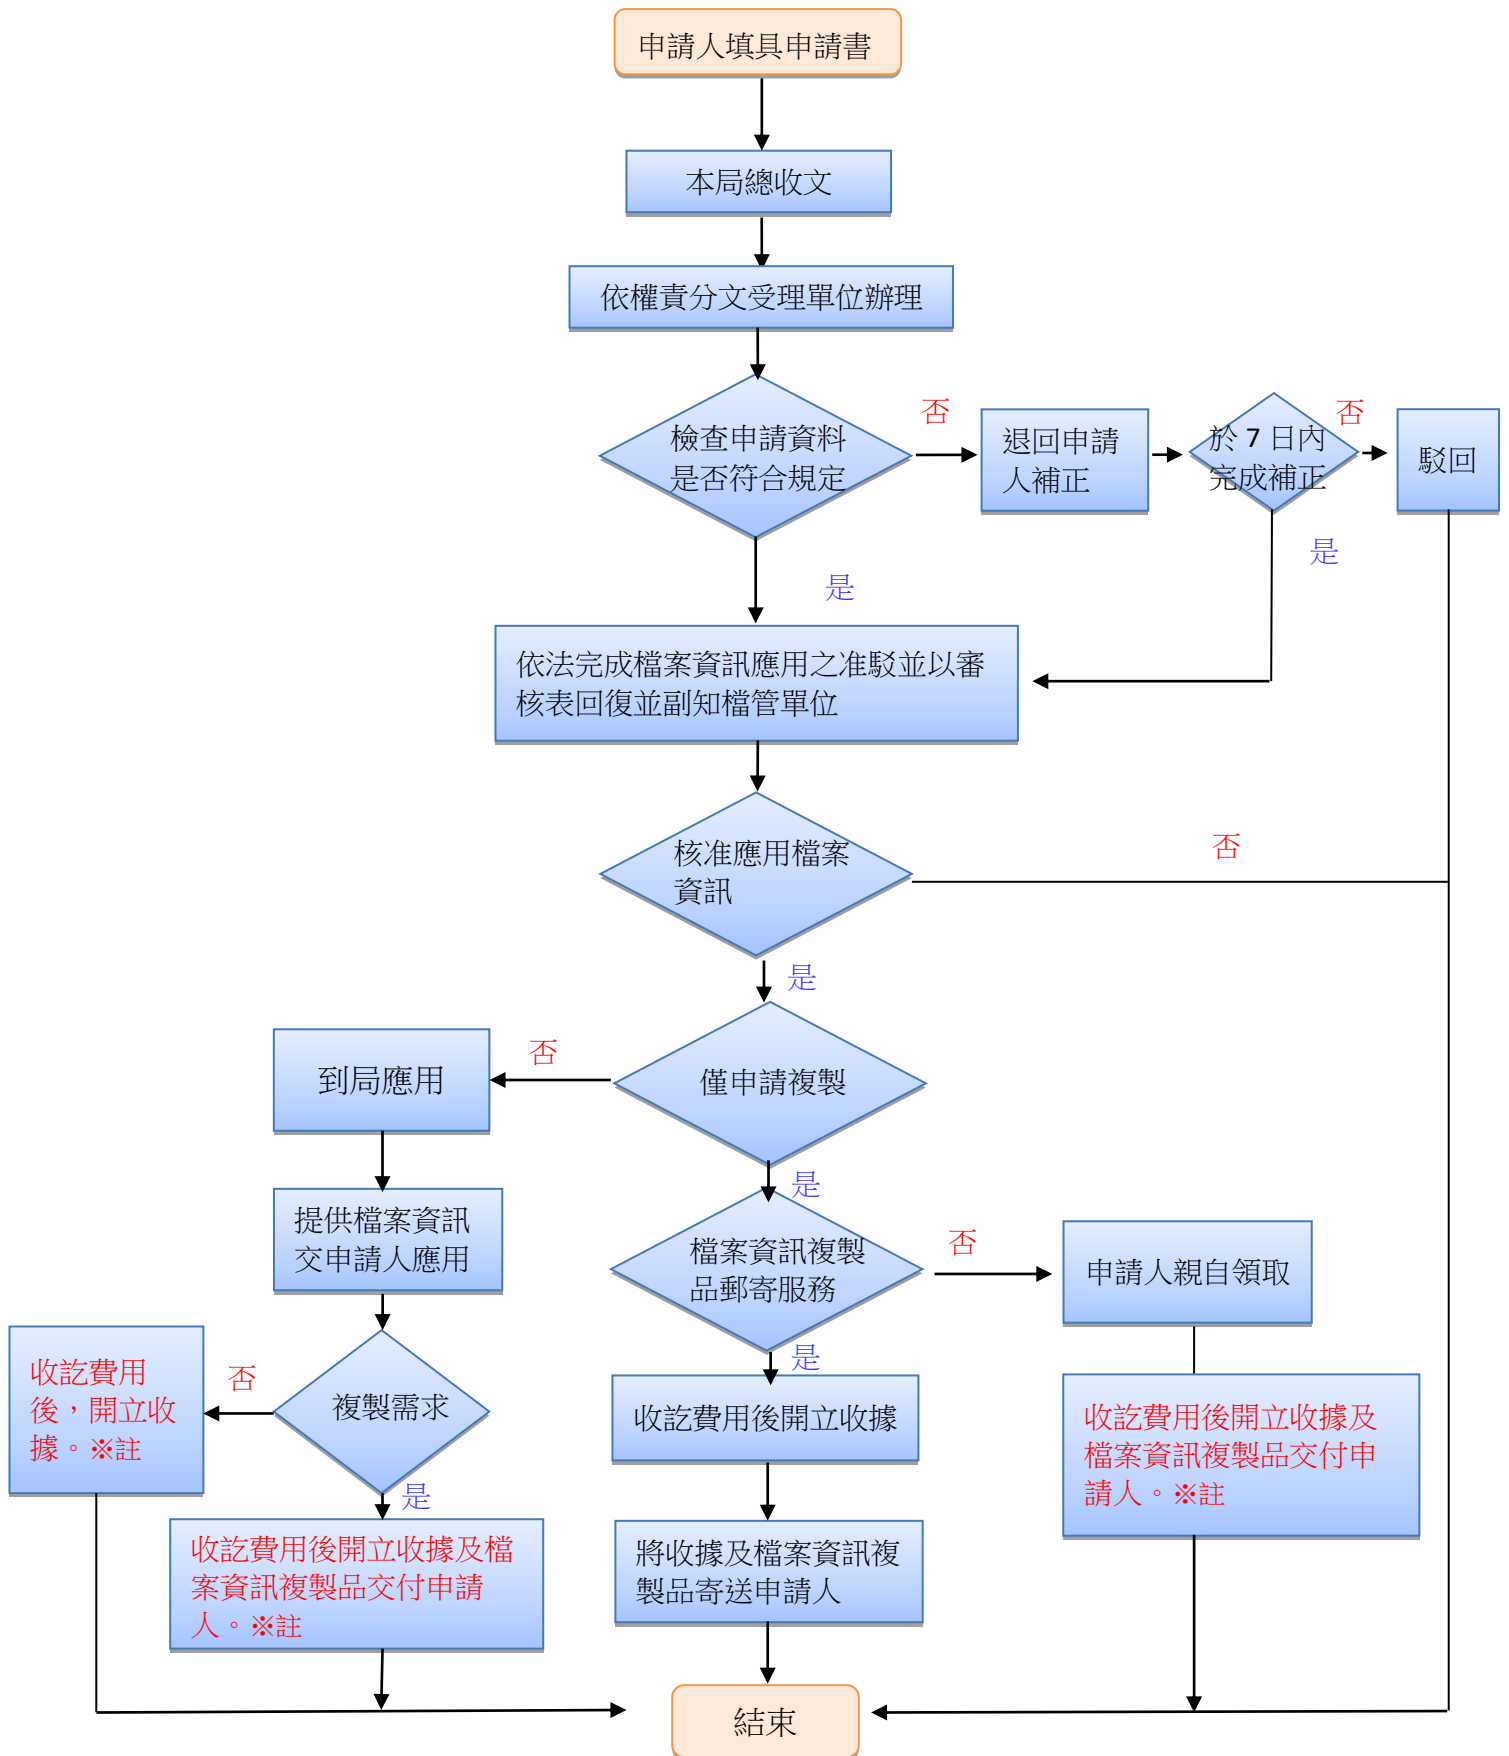 申請人填具申請書
本局總收文
依權責分文受理單位辦理
檢查申請資料
是否符合規定
否
退回申請
人補正
於 7 日內
完成補正
否
駁回
是
是
依法完成檔案資訊應用之准駁並以審
核表回復並副知檔管單位
核准應用檔案
資訊
否
是
僅申請複製
否
到局應用
是
提供檔案資訊
交申請人應用
檔案資訊複製
品郵寄服務
否
申請人親自領取
是
複製需求
否
收訖費用
後，開立收
據。※註
是
收訖費用後開立收據及檔
案資訊複製品交付申請
人。※註
收訖費用後開立收據
將收據及檔案資訊複
製品寄送申請人
收訖費用後開立收據及
檔案資訊複製品交付申
請人。※註
結束